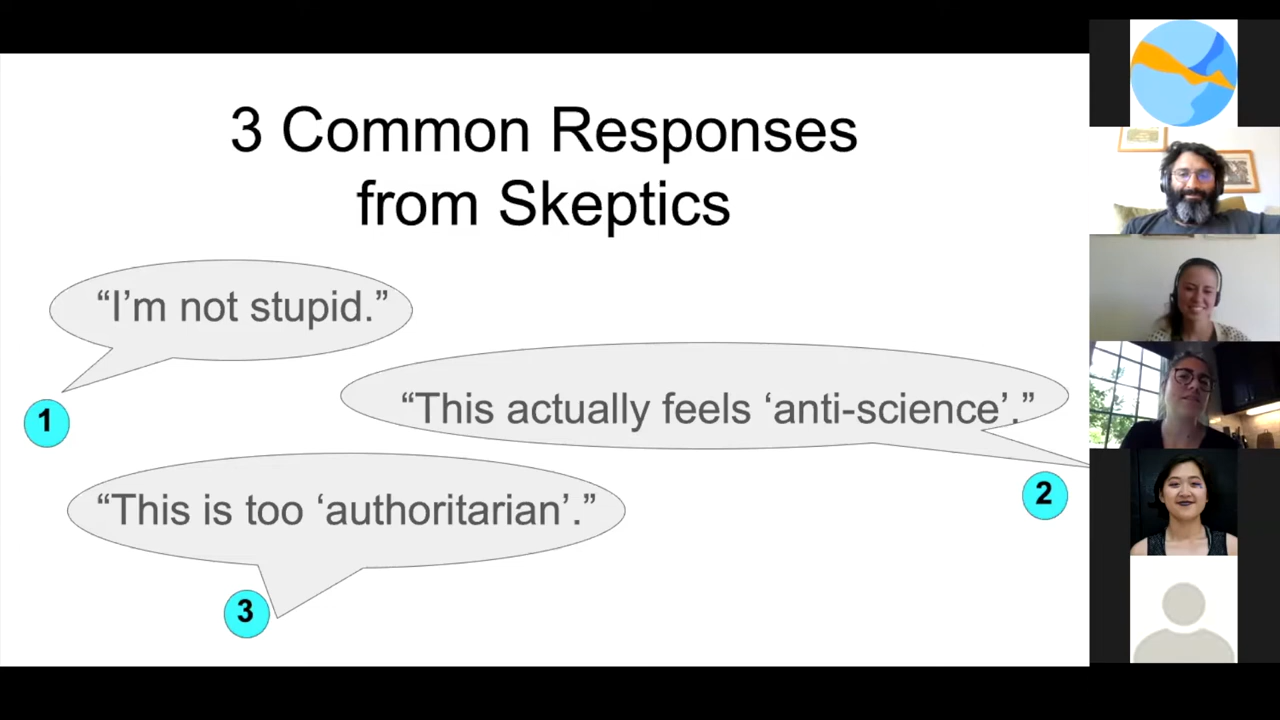 3 Common Responses
from Skeptics
“I’m not stupid.”
1
“This actually feels ‘anti-science’.”
2
“This is too ‘authoritarian’.”
3